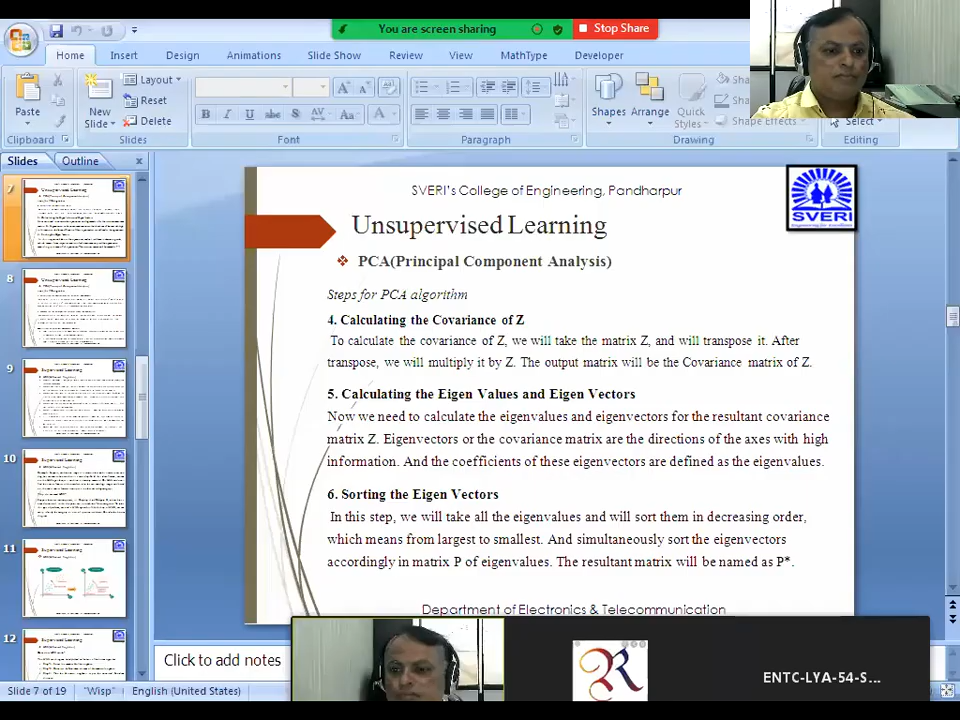 You are screen sharing
Stop Share
Home Insert Design Animations Slide Show Review View MathType Developer
Paste
New
Slide
Layout
Reset
Delete
Shapes
Arrange
Quick
Styles
Shape Effects
Select
Clipboard
Slides
Font
Paragraph
Drawing
Editing
Slides Outline
7
8
9
10
11
12
SVERI's College of Engineering, Pandharpur
SVERI
Unsupervised Learning
PCA(Principal Component Analysis)
Steps for PCA algorithm
4. Calculating the Covariance of Z
To calculate the covariance of Z, we will take the matrix Z, and will transpose it. After
transpose, we will multiply it by Z. The output matrix will be the Covariance matrix of Z.
5. Calculating the Eigen Values and Eigen Vectors
Now we need to calculate the eigenvalues and eigenvectors for the resultant covariance
matrix Z. Eigenvectors or the covariance matrix are the directions of the axes with high
information. And the coefficients of these eigenvectors are defined as the eigenvalues.
6. Sorting the Eigen Vectors
In this step, we will take all the eigenvalues and will sort them in decreasing order,
which means from largest to smallest. And simultaneously sort the eigenvectors
accordingly in matrix P of eigenvalues. The resultant matrix will be named as P*.
Department of Electronics & Telecommunication
Click to add notes
R
ENTC-LYA-54-S...
Slide 7 of 19
"Wisp"
English (United States)